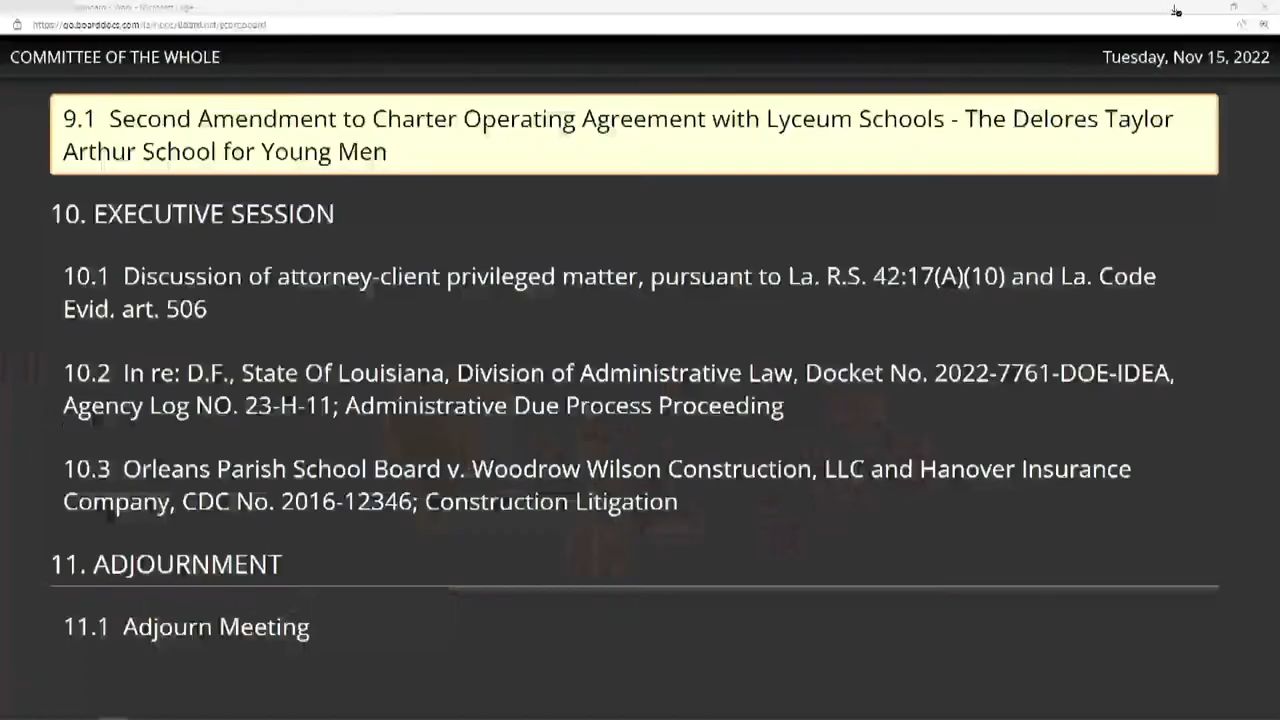 COMMITTEE OF THE WHOLE
Tuesday, Nov 15, 2022
9.1 Second Amendment to Charter Operating Agreement with Lyceum Schools - The Delores Taylor
Arthur School for Young Men
10. EXECUTIVE SESSION
10.1 Discussion of attorney-client privileged matter, pursuant to La. R.S. 42:17(A)(10) and La. Code
Evid. art. 506
10.2 In re: D.F., State Of Louisiana, Division of Administrative Law, Docket No. 2022-7761-DOE-IDEA,
Agency Log NO. 23-H-11; Administrative Due Process Proceeding
10.3 Orleans Parish School Board v. Woodrow Wilson Construction, LLC and Hanover Insurance
Company, CDC No. 2016-12346; Construction Litigation
11. ADJOURNMENT
11.1 Adjourn Meeting